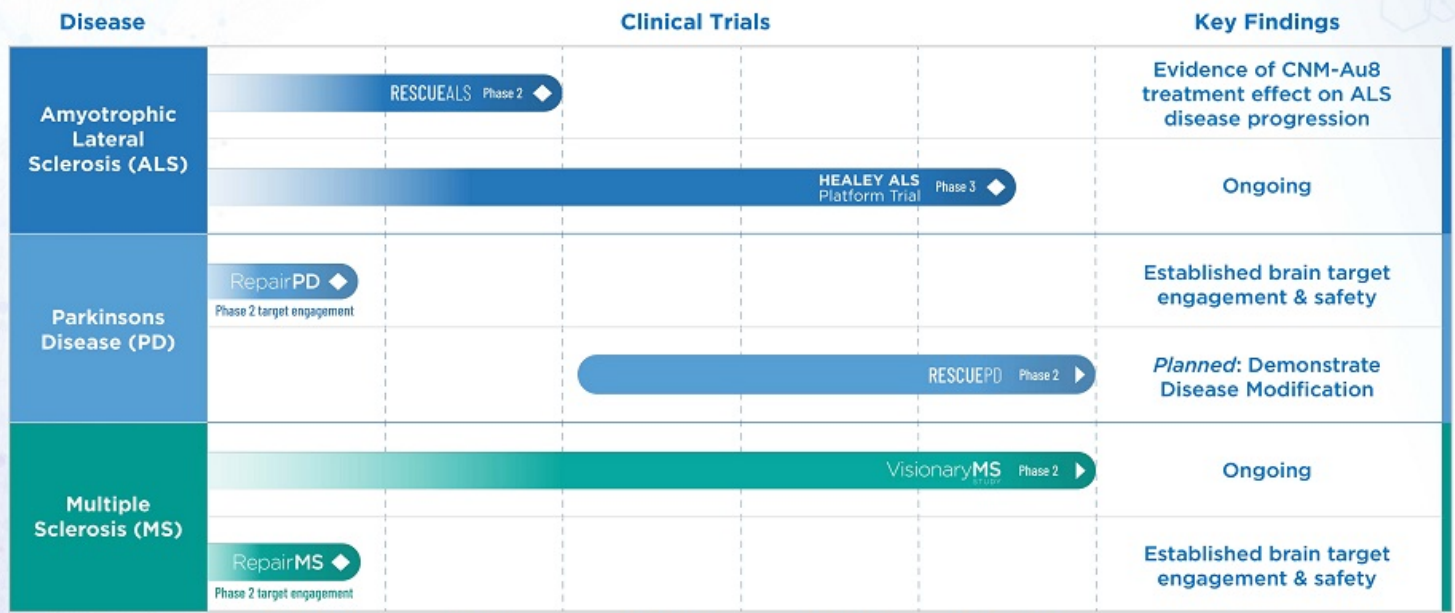 Disease Clinical Trials Key Findings
Amyotrophic
Lateral
Sclerosis (ALS)
RESCUEALS Phase 2
Evidence of CNM-Au8
treatment effect on ALS
disease progression
HEALEY ALS
Platform Trial
Phase 3
Ongoing
Parkinsons
Disease (PD)
RepairPD
Phase 2 target engagement
Established brain target
engagement & safety
RESCUEPD Phase 2
Planned: Demonstrate
Disease Modification
Multiple
Sclerosis (MS)
VisionaryMS Phase 2
STUDY
Ongoing
RepairMS
Phase 2 target engagement
Established brain target
engagement & safety